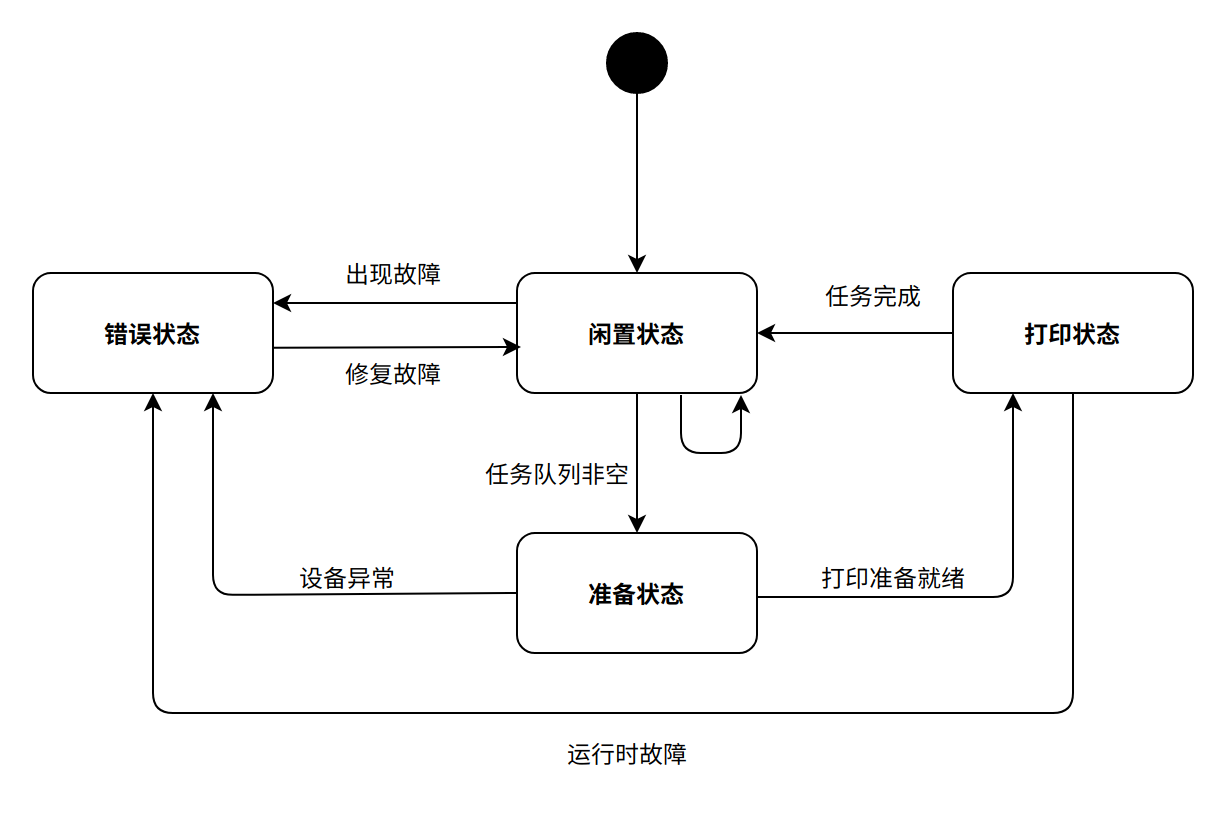 出现故障
任务完成
错误状态
闲置状态
打印状态
修复故障
任务队列非空
设备异常
准备状态
打印准备就绪
运行时故障